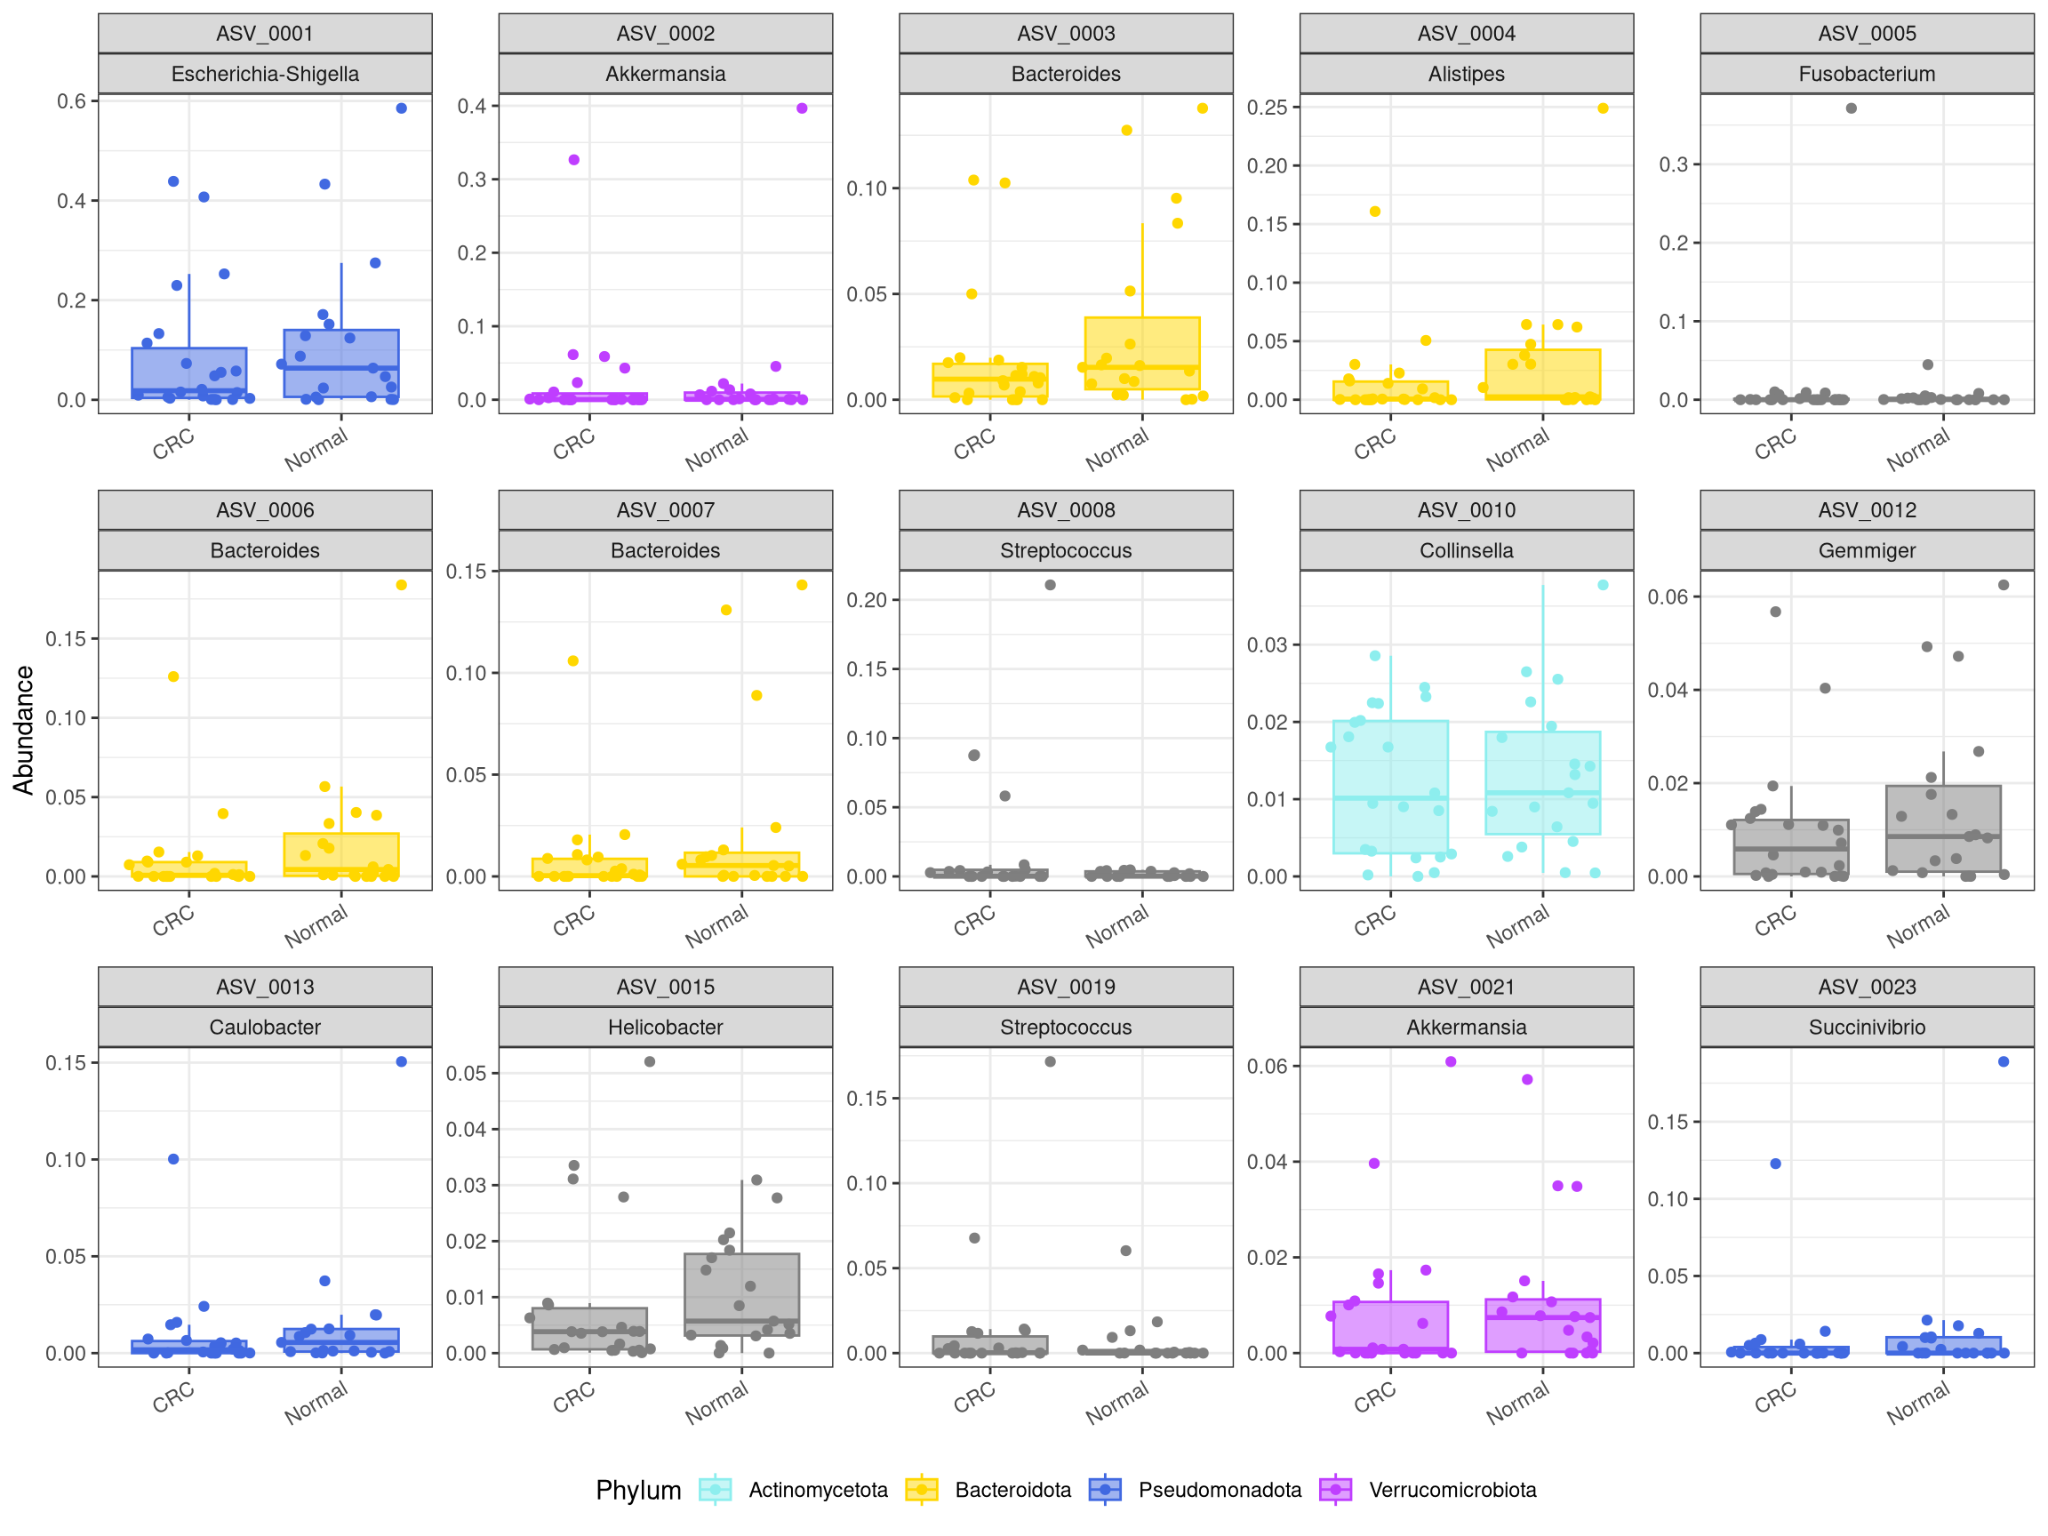 ASV_0001 ASV_0002 ASV_0003 ASV_0004 ASV_0005
Escherichia-Shigella Akkermansia Bacteroides Alistipes Fusobacterium
0.6 0.4 0.2 0.0
0.4 0.3 0.2 0.1 0.0
0.10 0.05 0.00
0.25 0.20 0.15 0.10 0.05 0.00
0.3 0.2 0.1 0.0
CRC Normal CRC Normal CRC Normal CRC Normal CRC Normal
ASV_0006 ASV_0007 ASV_0008 ASV_0010 ASV_0012
Bacteroides Bacteroides Streptococcus Collinsella Gemmiger
Abundance
0.15 0.10 0.05 0.00
0.15 0.10 0.05 0.00
0.20 0.15 0.10 0.05 0.00
0.03 0.02 0.01 0.00
0.06 0.04 0.02 0.00
CRC Normal CRC Normal CRC Normal CRC Normal CRC Normal
ASV_0013 ASV_0015 ASV_0019 ASV_0021 ASV_0023
Caulobacter Helicobacter Streptococcus Akkermansia Succinivibrio
0.15 0.10 0.05 0.00
0.05 0.04 0.03 0.02 0.01 0.00
0.15 0.10 0.05 0.00
0.06 0.04 0.02 0.00
0.15 0.10 0.05 0.00
CRC Normal CRC Normal CRC Normal CRC Normal CRC Normal
Phylum Actinomycetota Bacteroidota Pseudomonadota Verrucomicrobiota